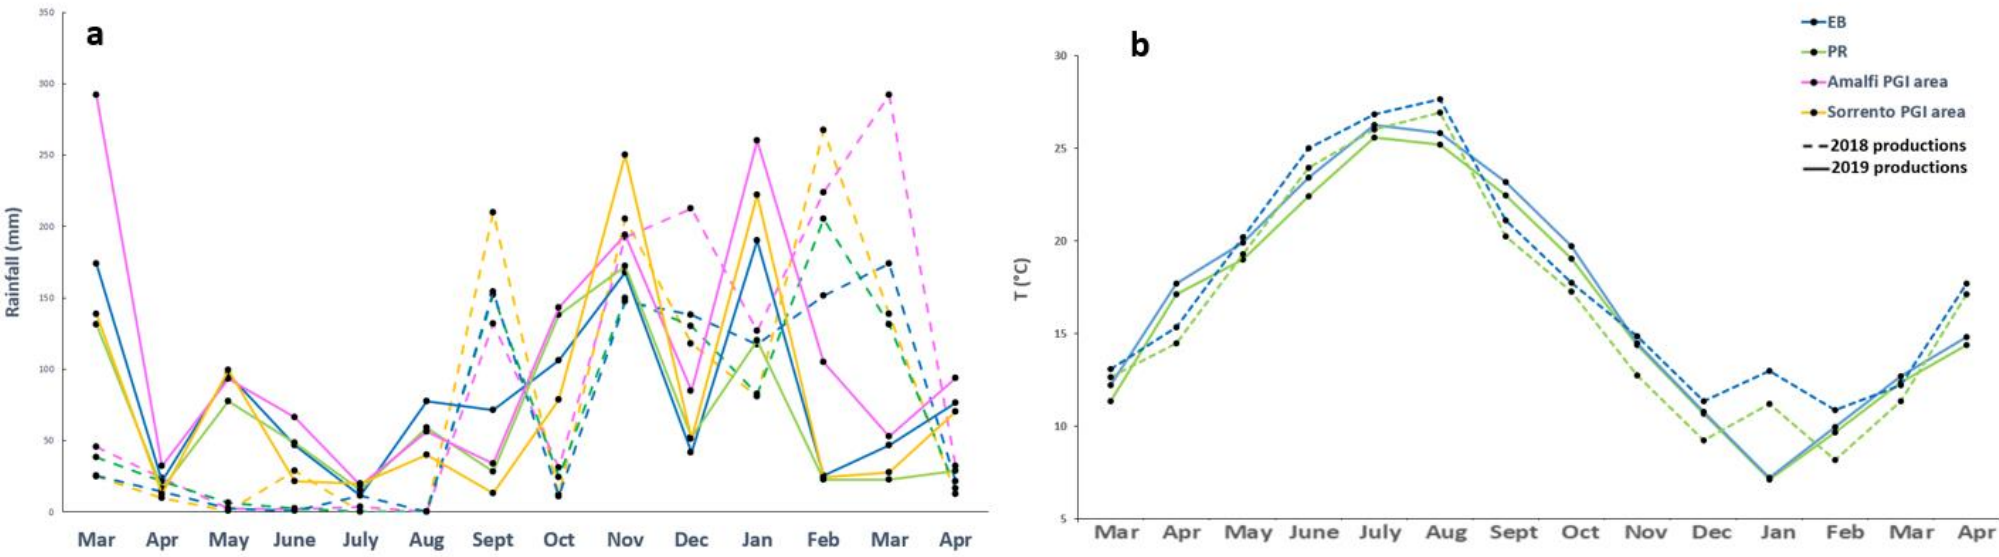 a
Rainfall (mm)
350
300
250
200
150
100
50
0
Mar Apr May June July Aug Sept Oct Nov Dec Jan Feb Mar Apr
b
T (°C)
30
25
20
15
10
5
Mar Apr May June July Aug Sept Oct Nov Dec Jan Feb Mar Apr
EB
PR
Amalfi PGI area
Sorrento PGI area
2018 productions
2019 productions